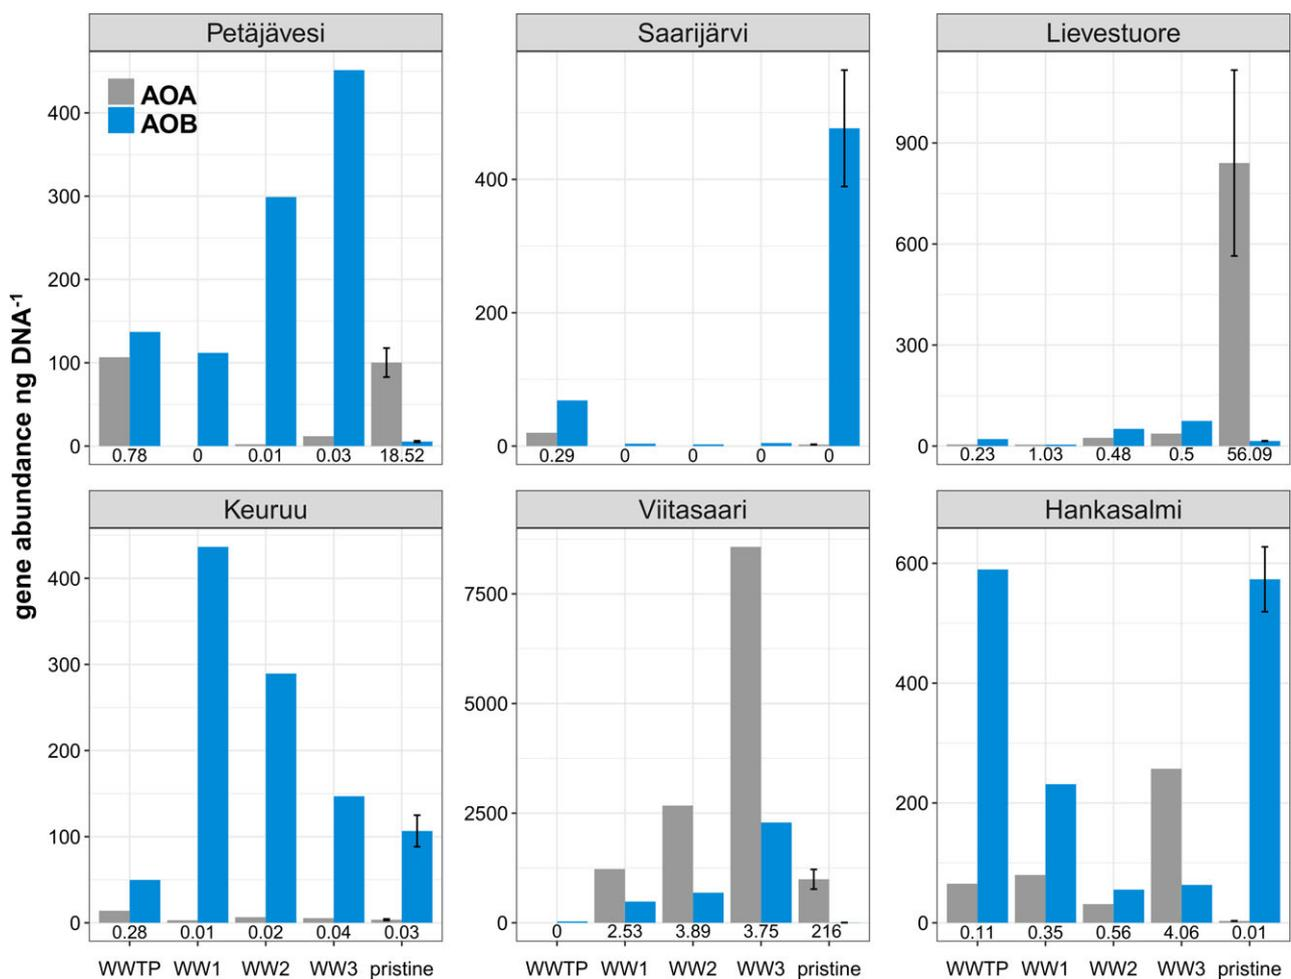 Petäjävesi
Saarijärvi
Lievestuore
AOA
AOB
400
300
200
100
0
0.78 0 0.01 0.03 18.52
400
200
0
0.29 0 0 0 0
900
600
300
0
0.23 1.03 0.48 0.5 56.09
gene abundance ng DNA-1
Keuruu
Viitasaari
Hankasalmi
400
300
200
100
0
0.28 0.01 0.02 0.04 0.03
WWTP WW1 WW2 WW3 pristine
7500
5000
2500
0
0 2.53 3.89 3.75 216
WWTP WW1 WW2 WW3 pristine
600
400
200
0
0.11 0.35 0.56 4.06 0.01
WWTP WW1 WW2 WW3 pristine